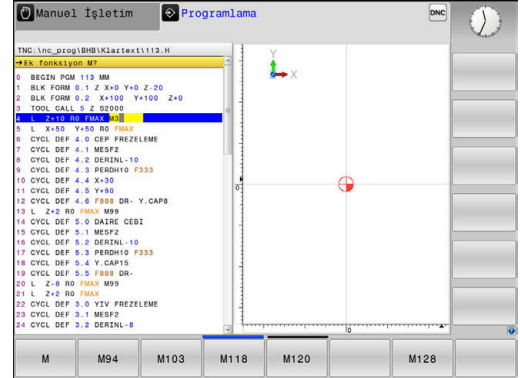 Manuel İşletim
Programlama
DNC
TNC:\nc_prog\BHB\Klartext\113.H
→Ek fonksiyon M?
0 BEGIN PGM 113 MM
1 BLK FORM 0.1 Z X+0 Y+0 Z-20
2 BLK FORM 0.2 X+100 Y+100 Z+0
3 TOOL CALL 5 Z S2000
4 L Z+10 R0 FMAX M3
5 L X+50 Y+50 R0 FMAX
6 CYCL DEF 4.0 CEP FREZELEME
7 CYCL DEF 4.1 MESF2
8 CYCL DEF 4.2 DERINL-10
9 CYCL DEF 4.3 PERDH10 F333
10 CYCL DEF 4.4 X+30
11 CYCL DEF 4.5 Y+90
12 CYCL DEF 4.6 F888 DR- Y.CAP8
13 L Z+2 R0 FMAX M99
14 CYCL DEF 5.0 DAIRE CEBI
15 CYCL DEF 5.1 MESF2
16 CYCL DEF 5.2 DERINL-10
17 CYCL DEF 5.3 PERDH10 F333
18 CYCL DEF 5.4 Y.CAP15
19 CYCL DEF 5.5 F888 DR-
20 L Z-8 R0 FMAX M99
21 L Z+2 R0 FMAX
22 CYCL DEF 3.0 YIV FREZELEME
23 CYCL DEF 3.1 MESF2
24 CYCL DEF 3.2 DERINL-8
Y
X
0
0
M M94 M103 M118 M120 M128